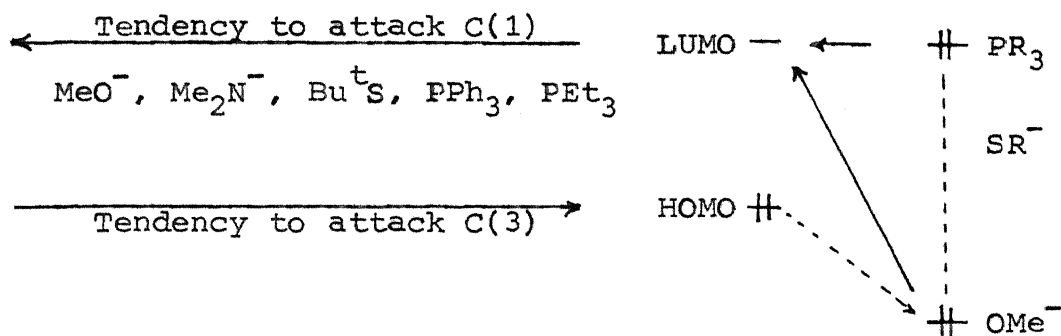 Tendency to attack C(1)
MeO⁻, Me₂N⁻, BuᵗS, PPh₃, PEt₃
Tendency to attack C(3)
LUMO PR₃
SR⁻
HOMO
OMe⁻